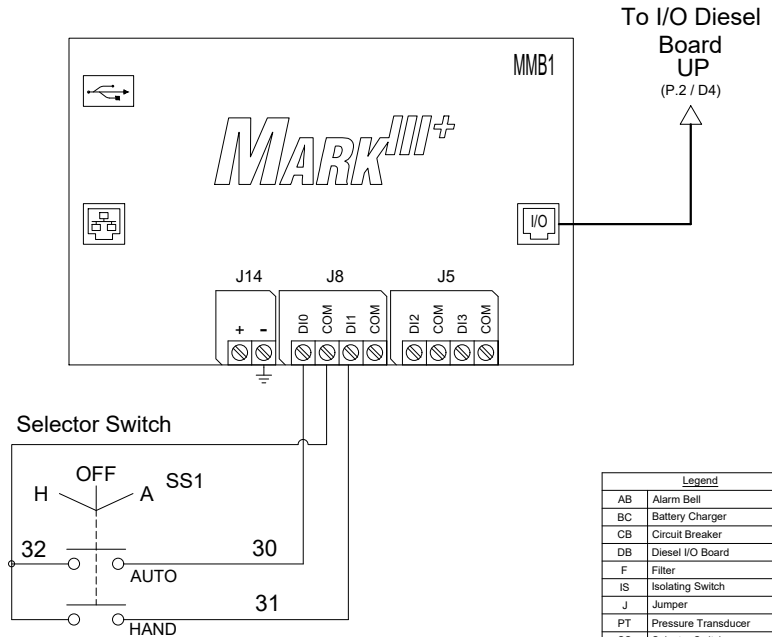 To I/O Diesel
Board
UP
(P.2 / D4)
MMB1
MARK III+
I/O
J14
J8
J5
+
-
DI0
COM
DI1
COM
DI2
COM
DI3
COM
Selector Switch
OFF
H
A
SS1
32
30
AUTO
31
HAND
Legend
AB Alarm Bell
BC Battery Charger
CB Circuit Breaker
DB Diesel I/O Board
F Filter
IS Isolating Switch
J Jumper
PT Pressure Transducer